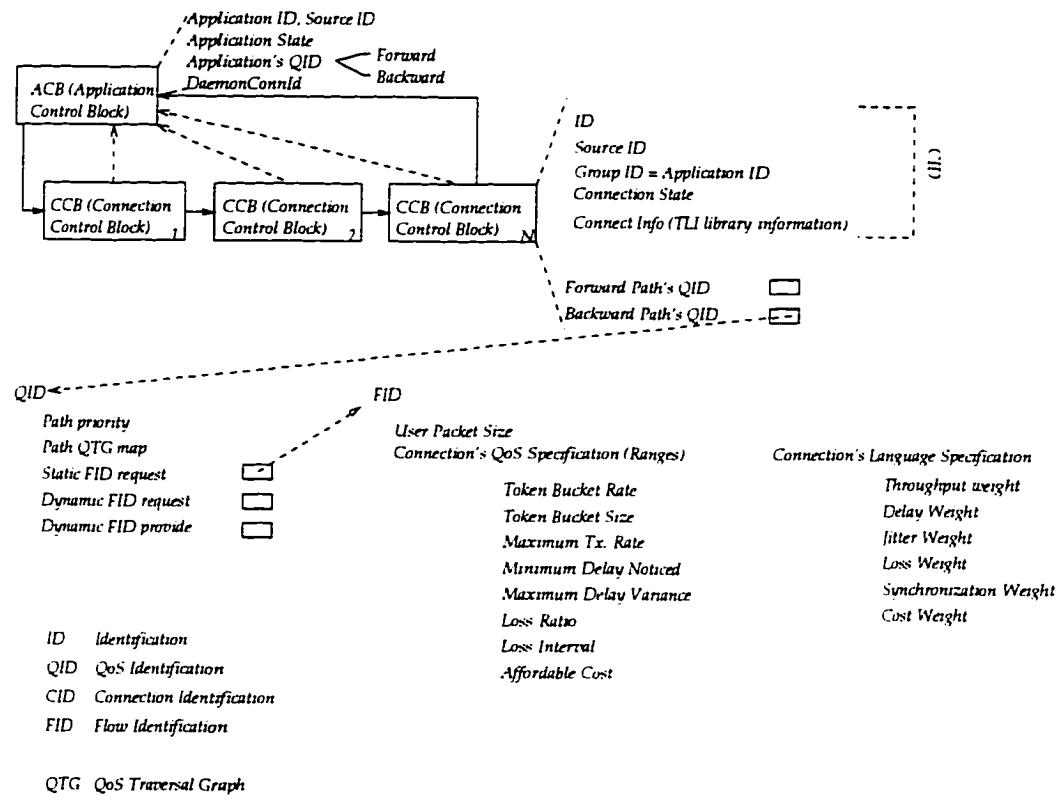 Application ID, Source ID
Application State
Application's QID
Forward
Backward
DaemonConnId
ACB (Application
Control Block)
CCB (Connection
Control Block)
1
CCB (Connection
Control Block)
2
CCB (Connection
Control Block)
N
ID
Source ID
Group ID = Application ID
Connection State
Connect Info (TLI library information)
CID
Forward Path's QID
Backward Path's QID
QID
Path priority
Path QTG map
Static FID request
Dynamic FID request
Dynamic FID provide
FID
User Packet Size
Connection's QoS Specification (Ranges)
Token Bucket Rate
Token Bucket Size
Maximum Tx. Rate
Minimum Delay Noticed
Maximum Delay Variance
Loss Ratio
Loss Interval
Affordable Cost
Connection's Language Specification
Throughput weight
Delay Weight
Jitter Weight
Loss Weight
Synchronization Weight
Cost Weight
ID Identification
QID QoS Identification
CID Connection Identification
FID Flow Identification
QTG QoS Traversal Graph